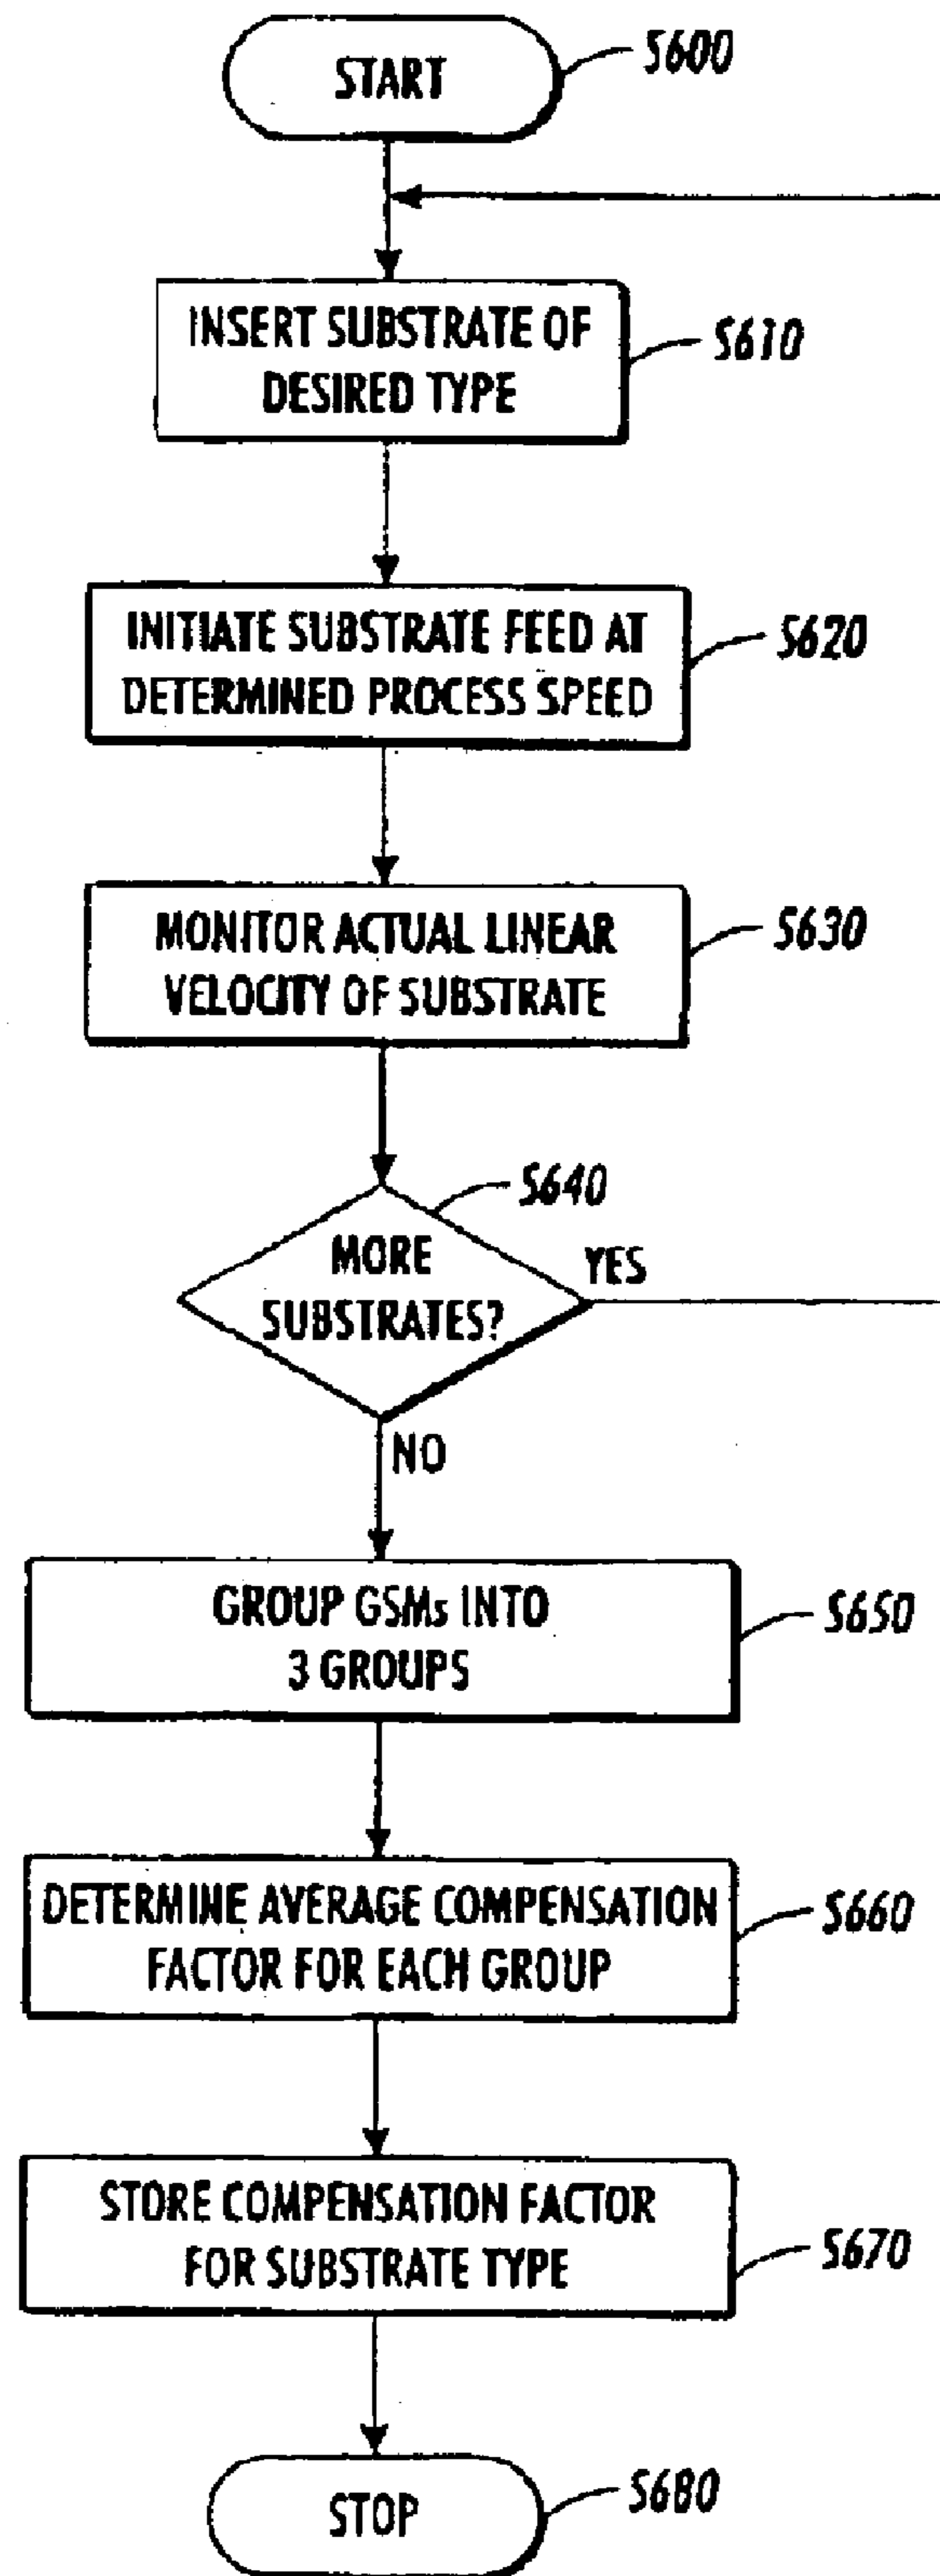 START
S600
INSERT SUBSTRATE OF
DESIRED TYPE
S610
INITIATE SUBSTRATE FEED AT
DETERMINED PROCESS SPEED
S620
MONITOR ACTUAL LINEAR
VELOCITY OF SUBSTRATE
S630
S640
MORE
SUBSTRATES?
YES
NO
GROUP GSMs INTO
3 GROUPS
S650
DETERMINE AVERAGE COMPENSATION
FACTOR FOR EACH GROUP
S660
STORE COMPENSATION FACTOR
FOR SUBSTRATE TYPE
S670
STOP
S680